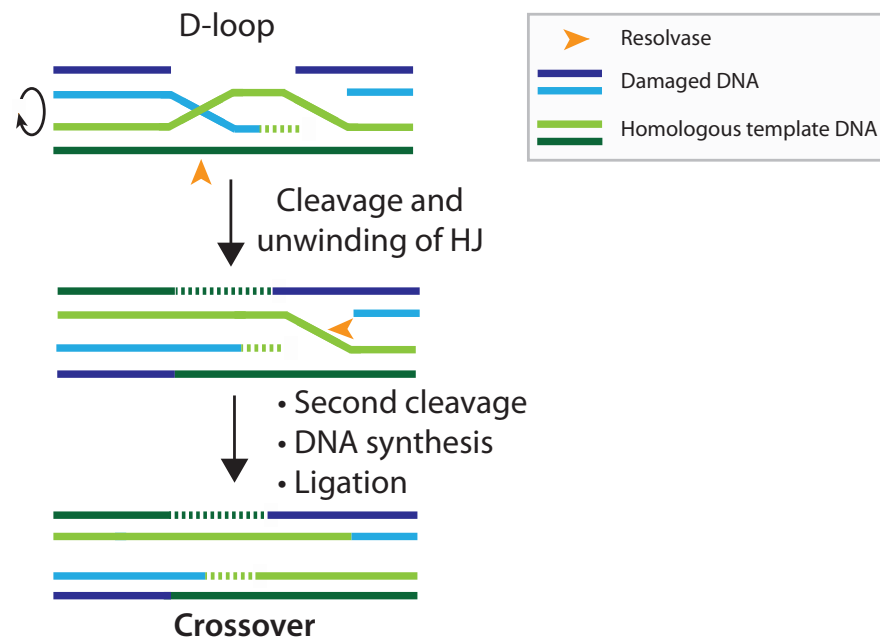 D-loop
Resolvase
Damaged DNA
Homologous template DNA
Cleavage and
unwinding of HJ
• Second cleavage
• DNA synthesis
• Ligation
Crossover